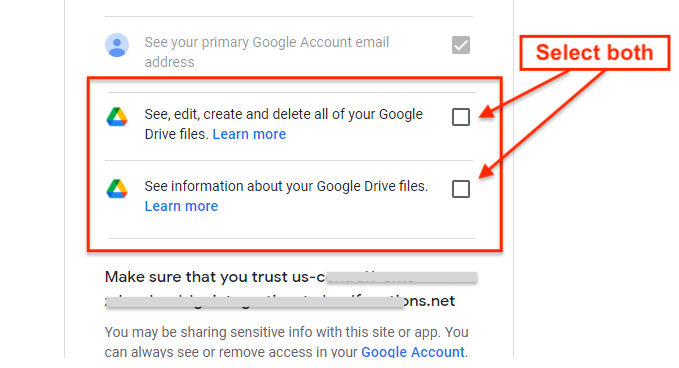 See your primary Google Account email
address
Select both
See, edit, create and delete all of your Google
Drive files. Learn more
See information about your Google Drive files.
Learn more
Make sure that you trust us-c
ons.net
You may be sharing sensitive info with this site or app. You
can always see or remove access in your Google Account.